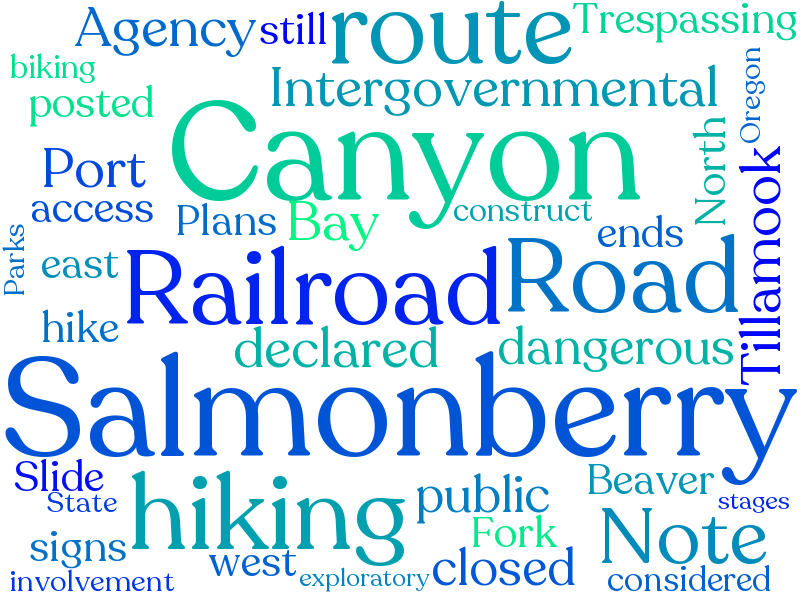 Agency still route Trespassing
biking
posted Intergovernmental Oregon
Canyon
Port North
access Plans Bay construct ends
Parks east Railroad Road Tillamook
hike declared dangerous
Salmonberry
Slide State hiking public Beaver stages
Fork Note
signs west closed
involvement exploratory considered